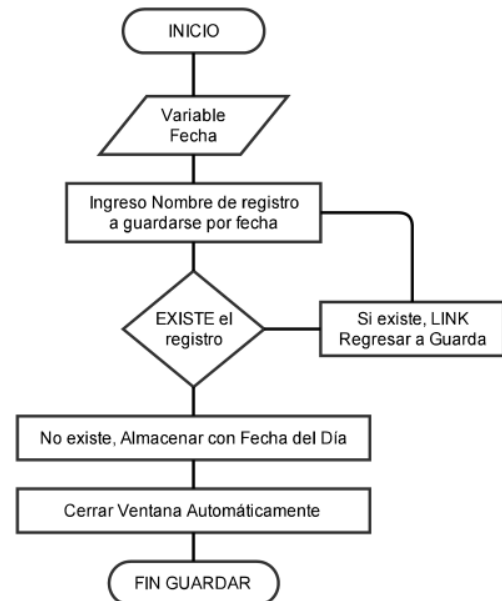 INICIO
Variable
Fecha
Ingreso Nombre de registro
a guardarse por fecha
EXISTE el
registro
Si existe, LINK
Regresar a Guarda
No existe, Almacenar con Fecha del Día
Cerrar Ventana Automáticamente
FIN GUARDAR